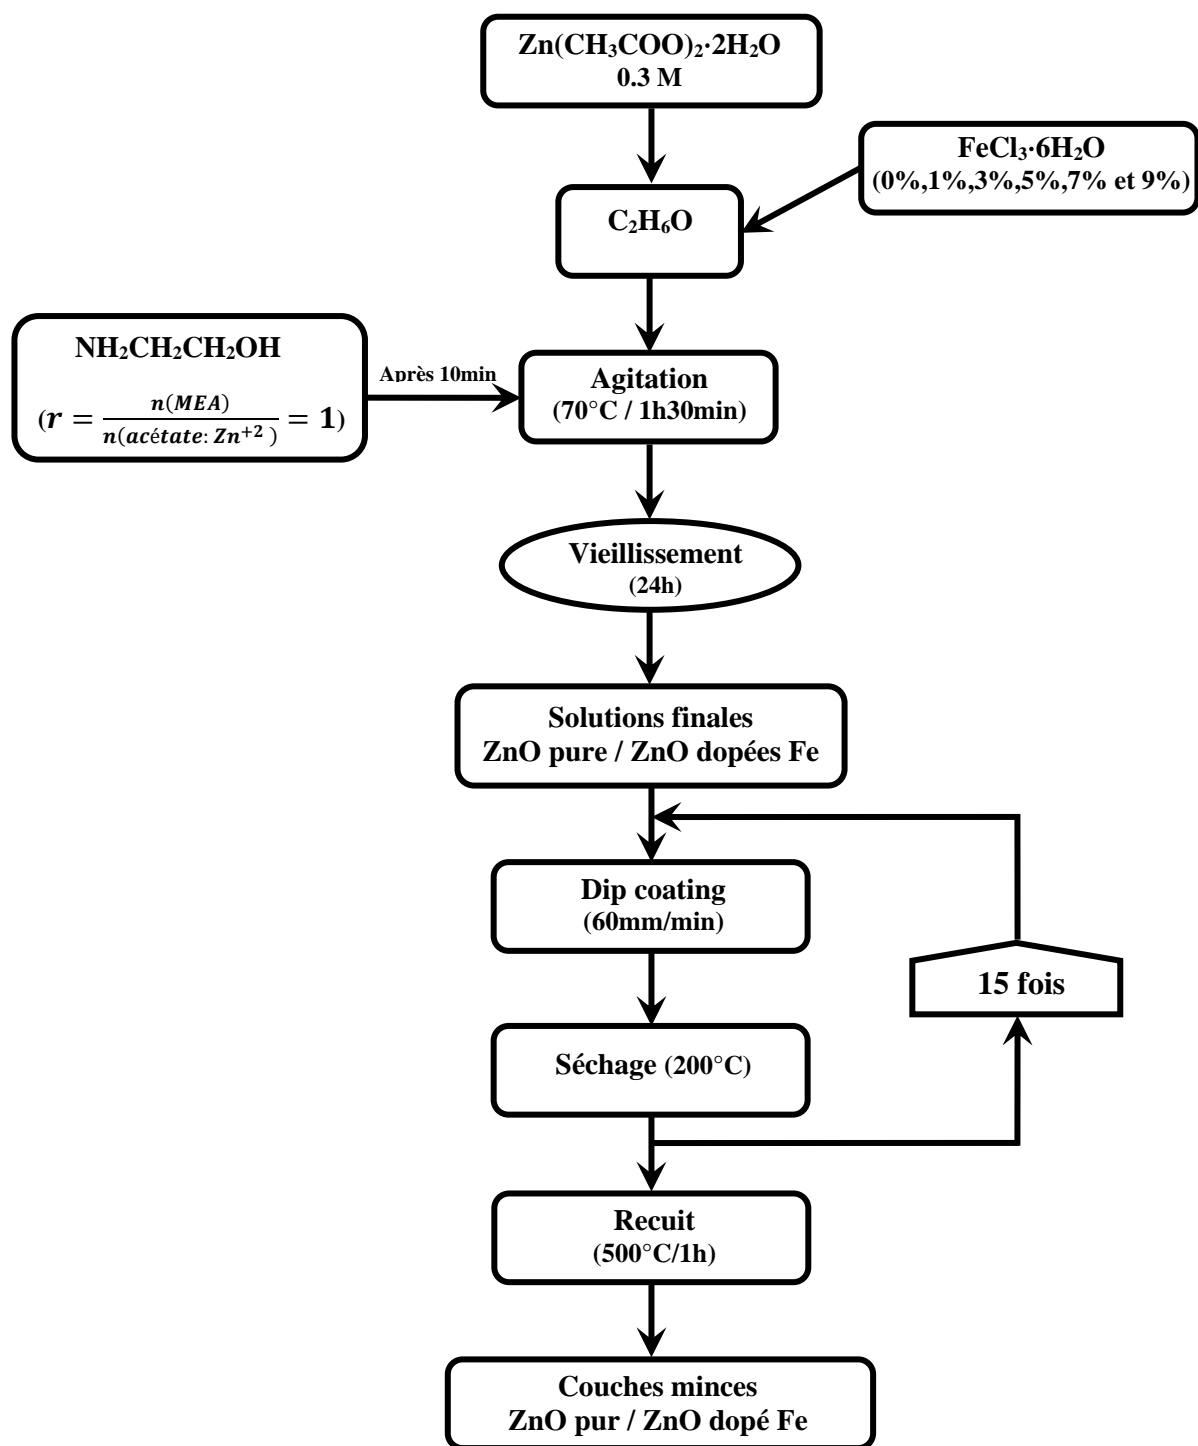 Zn(CH₃COO)₂·2H₂O
0.3 M
FeCl₃·6H₂O
(0%,1%,3%,5%,7% et 9%)
C₂H₆O
NH₂CH₂CH₂OH
(r = n(MEA) / n(acétate: Zn⁺²) = 1)
Après 10min
Agitation
(70°C / 1h30min)
Vieillissement
(24h)
Solutions finales
ZnO pure / ZnO dopées Fe
Dip coating
(60mm/min)
15 fois
Séchage (200°C)
Recuit
(500°C/1h)
Couches minces
ZnO pur / ZnO dopé Fe